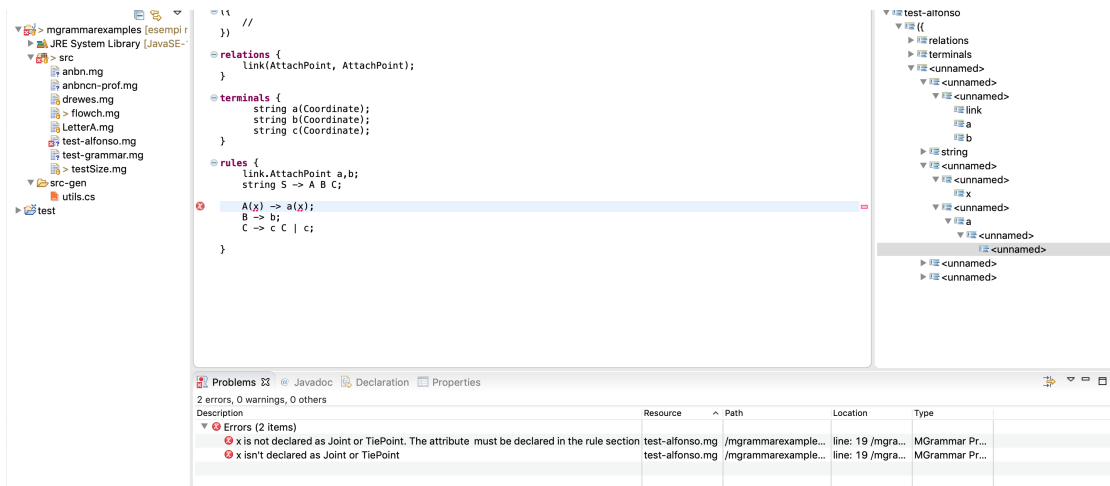 > mgrammarexamples [esempi r
JRE System Library [JavaSE-
> src
anbn.mg
anbncn-prof.mg
drewes.mg
> flowch.mg
LetterA.mg
test-alfonso.mg
test-grammar.mg
> testSize.mg
src-gen
utils.cs
test
({
//
})
relations {
link(AttachPoint, AttachPoint);
}
terminals {
string a(Coordinate);
string b(Coordinate);
string c(Coordinate);
}
rules {
link.AttachPoint a,b;
string S -> A B C;
A(x) -> a(x);
B -> b;
C -> c C | c;
}
test-alfonso
({
relations
terminals
<unnamed>
<unnamed>
<unnamed>
link
a
b
string
<unnamed>
<unnamed>
x
<unnamed>
a
<unnamed>
<unnamed>
<unnamed>
<unnamed>
Problems @ Javadoc Declaration Properties
2 errors, 0 warnings, 0 others
Description Resource Path Location Type
Errors (2 items)
x is not declared as Joint or TiePoint. The attribute must be declared in the rule section test-alfonso.mg /mgrammarexample... line: 19 /mgra... MGrammar Pr...
x isn't declared as Joint or TiePoint test-alfonso.mg /mgrammarexample... line: 19 /mgra... MGrammar Pr...